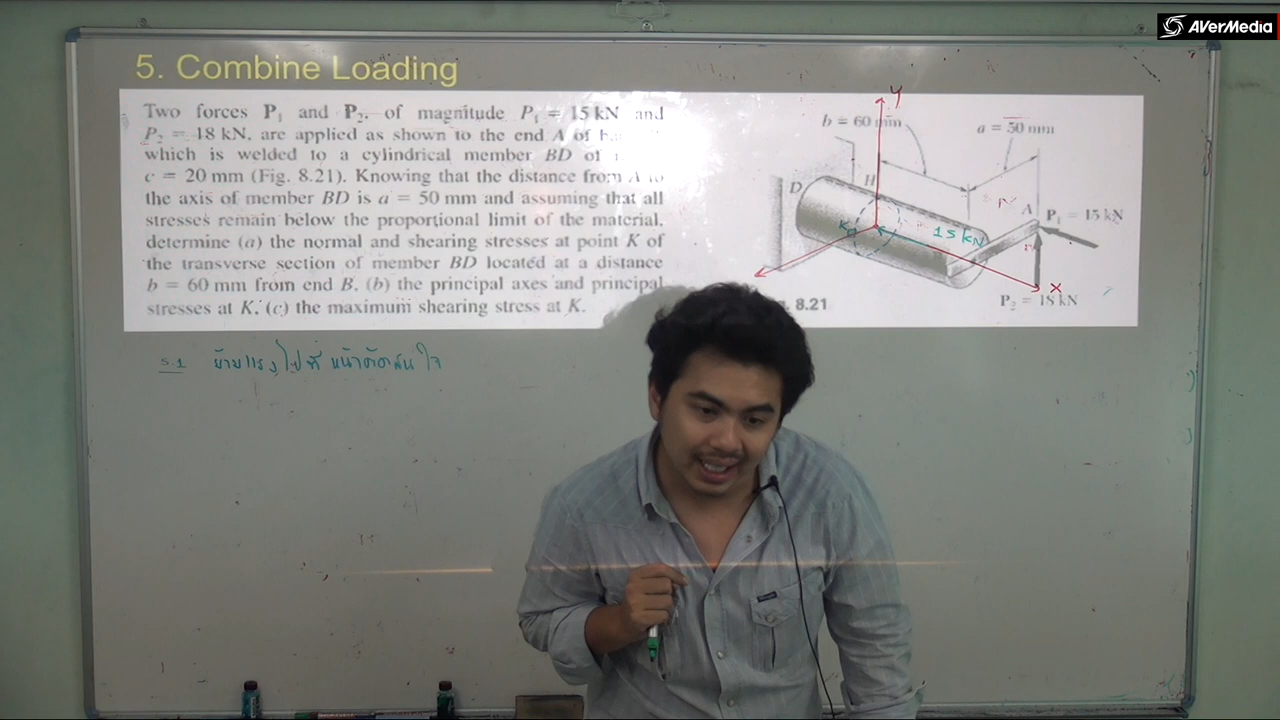 AVerMedia
5. Combine Loading
Two forces P₁ and P₂, of magnitude P₁ = 15 kN and
P₂ = 18 kN, are applied as shown to the end A of
which is welded to a cylindrical member BD of
c = 20 mm (Fig. 8.21). Knowing that the distance from A to
the axis of member BD is a = 50 mm and assuming that all
stresses remain below the proportional limit of the material,
determine (a) the normal and shearing stresses at point K of
the transverse section of member BD located at a distance
b = 60 mm from end B, (b) the principal axes and principal
stresses at K, (c) the maximum shearing stress at K.
Y
b = 60 mm
a = 50 mm
D
H
A
P₁ = 15 kN
K
15 kN
X
P₂ = 18 kN
8.21
S.1 ย้ายแรงไปที่ หน้าตัดสนใจ